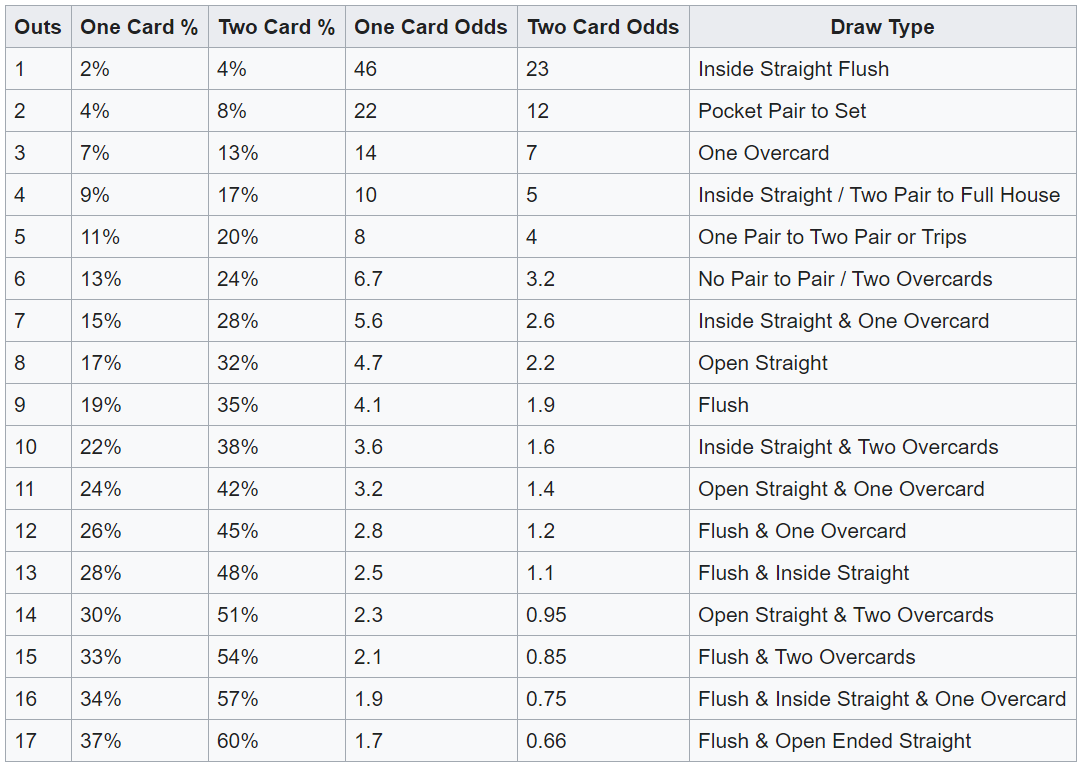 Outs One Card % Two Card % One Card Odds Two Card Odds Draw Type
1 2% 4% 46 23 Inside Straight Flush
2 4% 8% 22 12 Pocket Pair to Set
3 7% 13% 14 7 One Overcard
4 9% 17% 10 5 Inside Straight / Two Pair to Full House
5 11% 20% 8 4 One Pair to Two Pair or Trips
6 13% 24% 6.7 3.2 No Pair to Pair / Two Overcards
7 15% 28% 5.6 2.6 Inside Straight & One Overcard
8 17% 32% 4.7 2.2 Open Straight
9 19% 35% 4.1 1.9 Flush
10 22% 38% 3.6 1.6 Inside Straight & Two Overcards
11 24% 42% 3.2 1.4 Open Straight & One Overcard
12 26% 45% 2.8 1.2 Flush & One Overcard
13 28% 48% 2.5 1.1 Flush & Inside Straight
14 30% 51% 2.3 0.95 Open Straight & Two Overcards
15 33% 54% 2.1 0.85 Flush & Two Overcards
16 34% 57% 1.9 0.75 Flush & Inside Straight & One Overcard
17 37% 60% 1.7 0.66 Flush & Open Ended Straight